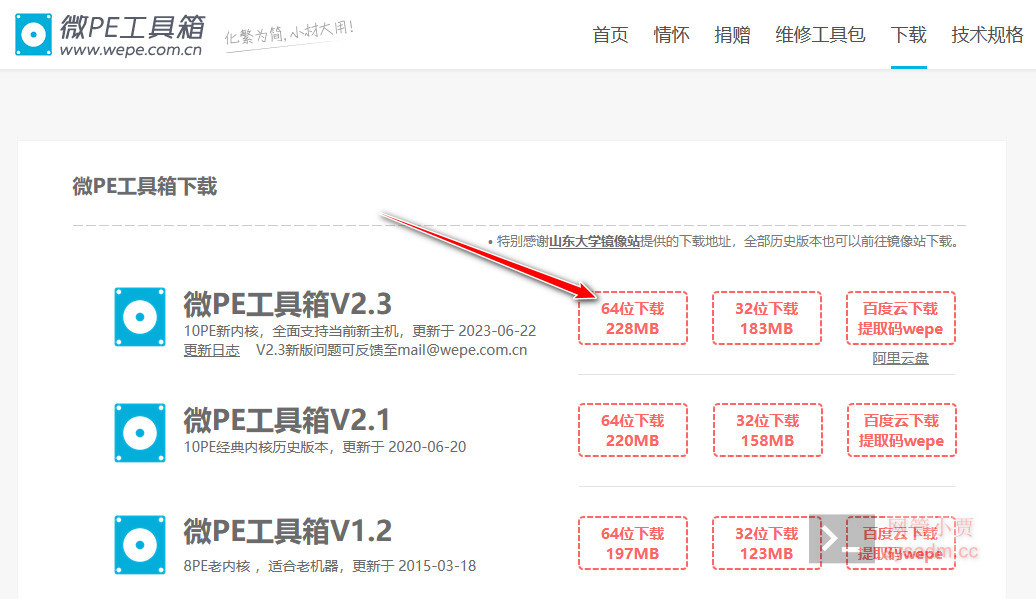 微PE工具箱
www.wepe.com.cn
化繁为简,小材大用!
首页 情怀 捐赠 维修工具包 下载 技术规格
微PE工具箱下载
• 特别感谢山东大学镜像站提供的下载地址，全部历史版本也可以前往镜像站下载。
微PE工具箱V2.3
10PE新内核，全面支持当前新主机，更新于 2023-06-22
更新日志 V2.3新版问题可反馈至mail@wepe.com.cn
64位下载
228MB
32位下载
183MB
百度云下载
提取码wepe
阿里云盘
微PE工具箱V2.1
10PE经典内核历史版本，更新于 2020-06-20
64位下载
220MB
32位下载
158MB
百度云下载
提取码wepe
微PE工具箱V1.2
8PE老内核 ，适合老机器，更新于 2015-03-18
64位下载
197MB
32位下载
123MB
百度云下载
提取码wepe
网管小贾